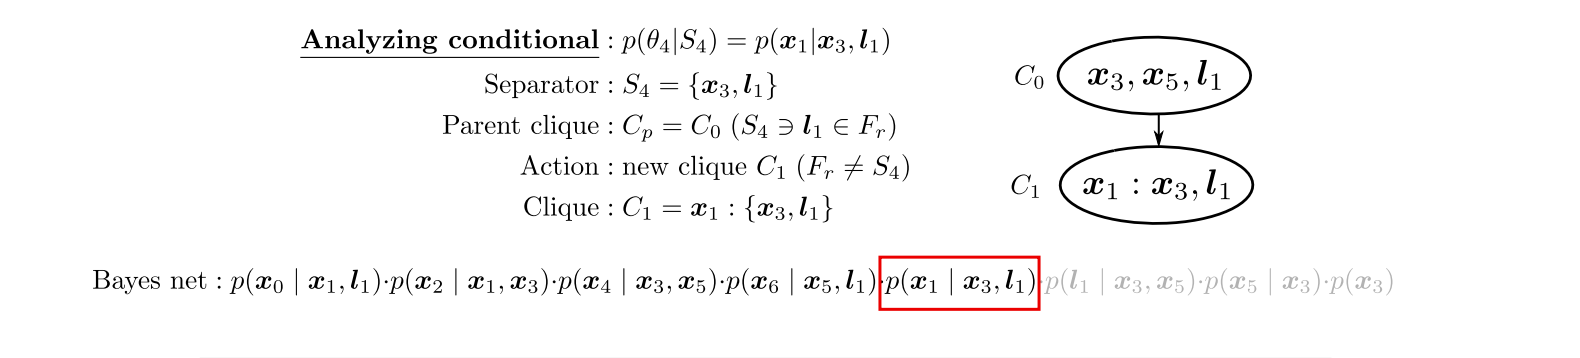 Analyzing conditional : p(θ₄|S₄) = p(x₁|x₃, l₁)
Separator : S₄ = {x₃, l₁}
Parent clique : Cₚ = C₀ (S₄ ∋ l₁ ∈ Fᵣ)
Action : new clique C₁ (Fᵣ ≠ S₄)
Clique : C₁ = x₁ : {x₃, l₁}
C₀ x₃, x₅, l₁
C₁ x₁ : x₃, l₁
Bayes net : p(x₀ | x₁, l₁)·p(x₂ | x₁, x₃)·p(x₄ | x₃, x₅)·p(x₆ | x₅, l₁)·p(x₁ | x₃, l₁)·p(l₁ | x₃, x₅)·p(x₅ | x₃)·p(x₃)